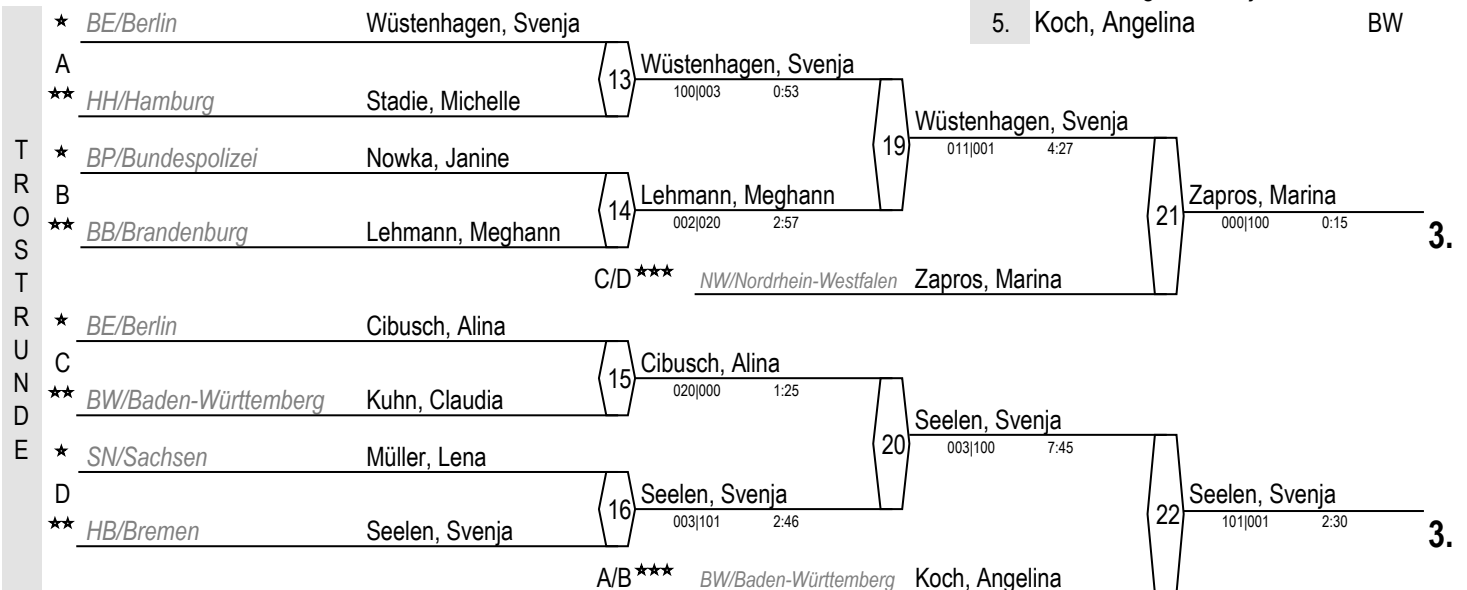 ★ BE/Berlin Wüstenhagen, Svenja
5. Koch, Angelina BW
A
13 Wüstenhagen, Svenja
100|003 0:53
★★ HH/Hamburg Stadie, Michelle
19 Wüstenhagen, Svenja
011|001 4:27
★ BP/Bundespolizei Nowka, Janine
B
14 Lehmann, Meghann
002|020 2:57
★★ BB/Brandenburg Lehmann, Meghann
21 Zapros, Marina
000|100 0:15
3.
C/D ★★★ NW/Nordrhein-Westfalen Zapros, Marina
TROSTRUNDE
★ BE/Berlin Cibusch, Alina
C
15 Cibusch, Alina
020|000 1:25
★★ BW/Baden-Württemberg Kuhn, Claudia
20 Seelen, Svenja
003|100 7:45
★ SN/Sachsen Müller, Lena
D
16 Seelen, Svenja
003|101 2:46
★★ HB/Bremen Seelen, Svenja
22 Seelen, Svenja
101|001 2:30
3.
A/B ★★★ BW/Baden-Württemberg Koch, Angelina